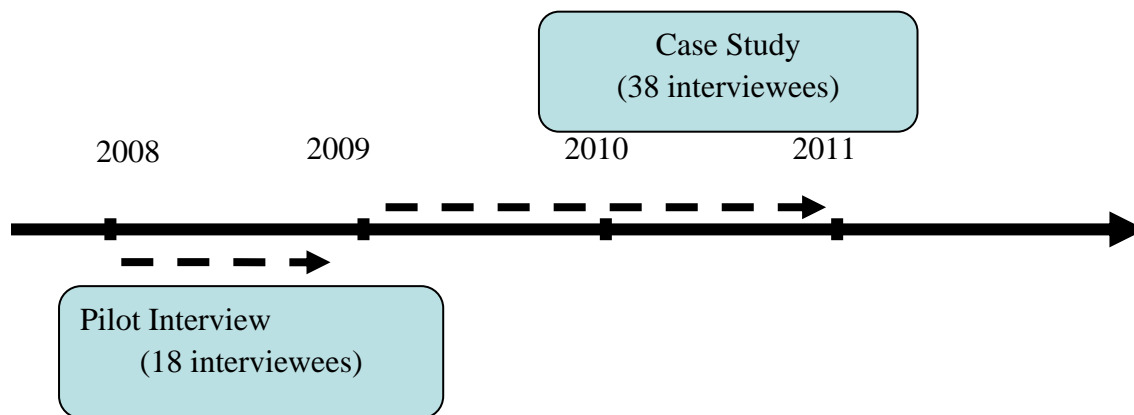 Case Study
(38 interviewees)
2008 2009 2010 2011
Pilot Interview
(18 interviewees)